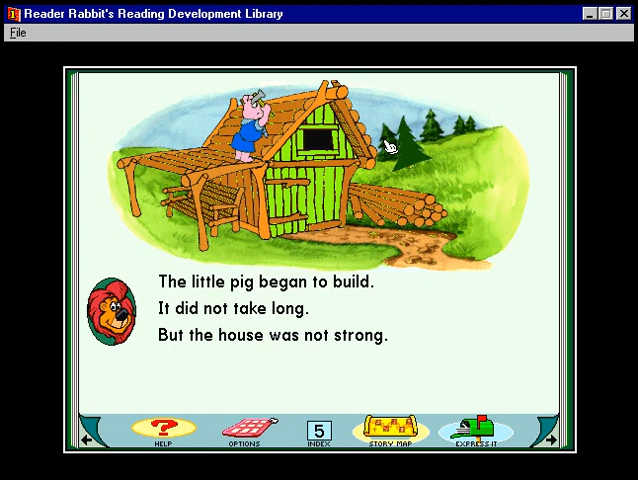 Reader Rabbit's Reading Development Library
File
The little pig began to build.
It did not take long.
But the house was not strong.
5
HELP
OPTIONS
INDEX
STORY MAP
EXPRESS IT